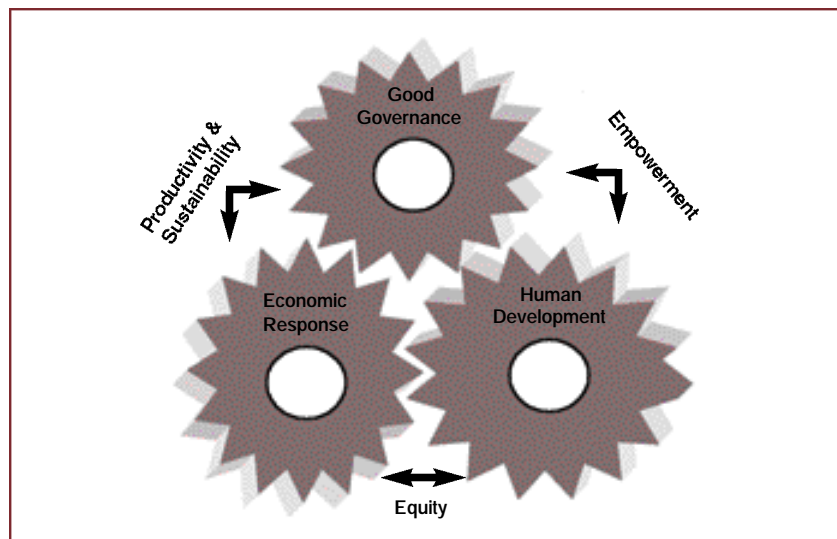 Good
Governance
Productivity &
Sustainability
Empowerment
Economic
Response
Human
Development
Equity